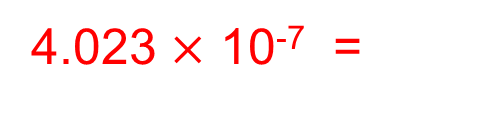 4.023 × 10⁻⁷ =